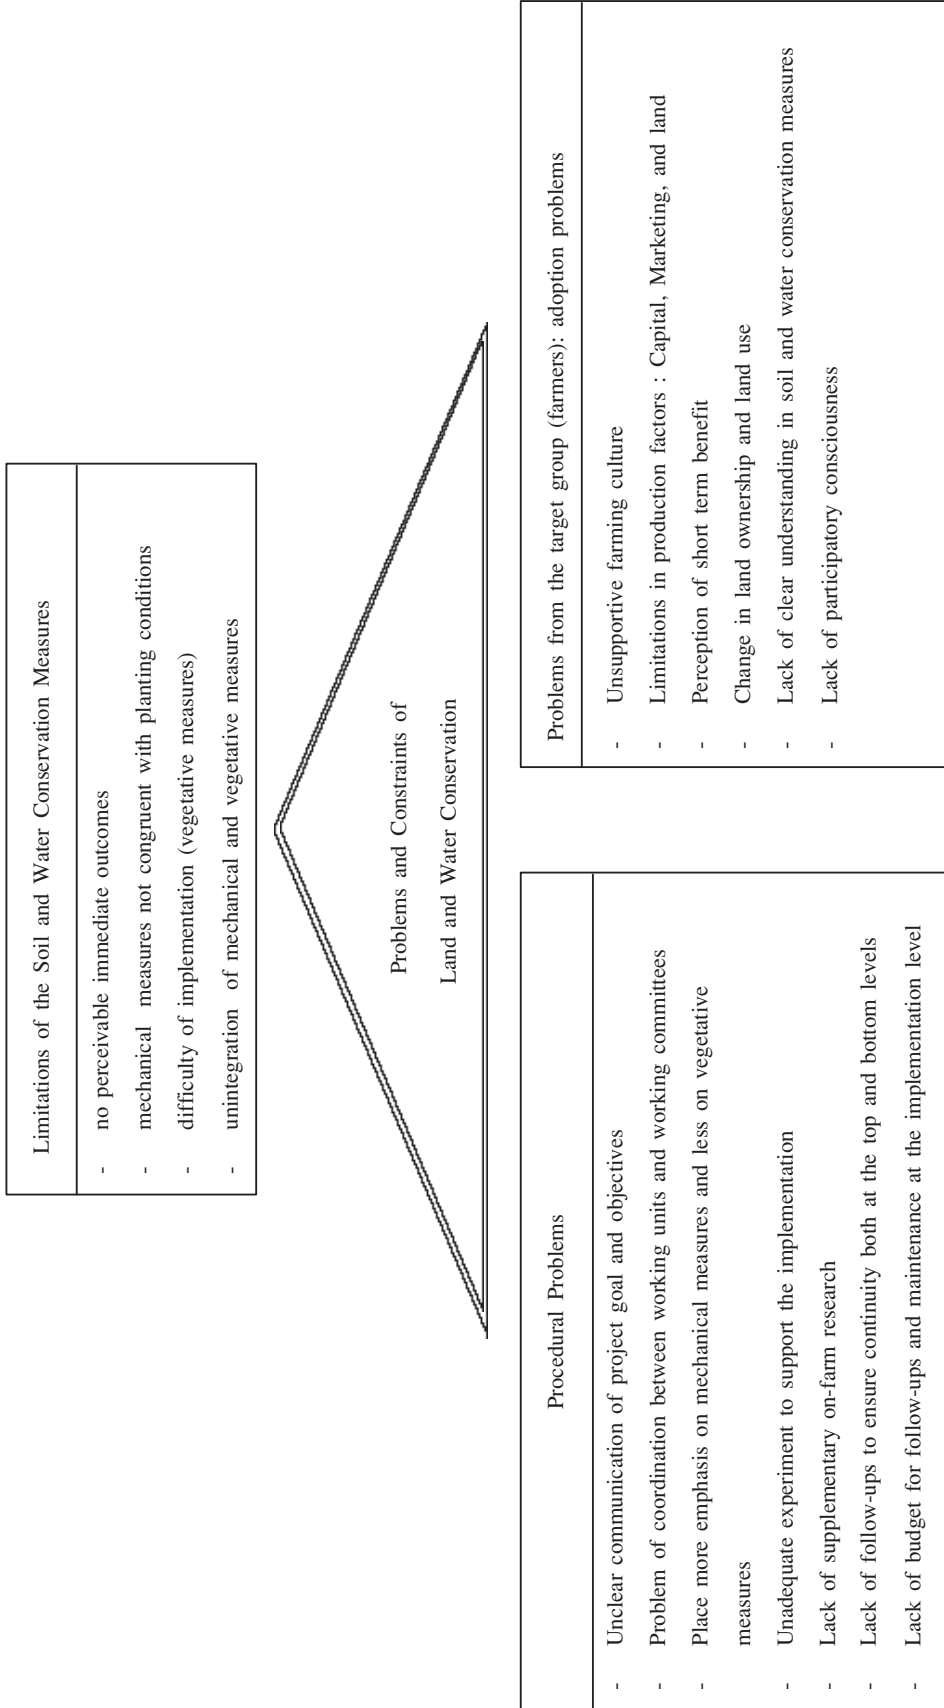 Limitations of the Soil and Water Conservation Measures
- no perceivable immediate outcomes
- mechanical measures not congruent with planting conditions
- difficulty of implementation (vegetative measures)
- unintegration of mechanical and vegetative measures
Problems and Constraints of
Land and Water Conservation
Procedural Problems
- Unclear communication of project goal and objectives
- Problem of coordination between working units and working committees
- Place more emphasis on mechanical measures and less on vegetative
measures
- Unadequate experiment to support the implementation
- Lack of supplementary on-farm research
- Lack of follow-ups to ensure continuity both at the top and bottom levels
- Lack of budget for follow-ups and maintenance at the implementation level
Problems from the target group (farmers): adoption problems
- Unsupportive farming culture
- Limitations in production factors : Capital, Marketing, and land
- Perception of short term benefit
- Change in land ownership and land use
- Lack of clear understanding in soil and water conservation measures
- Lack of participatory consciousness